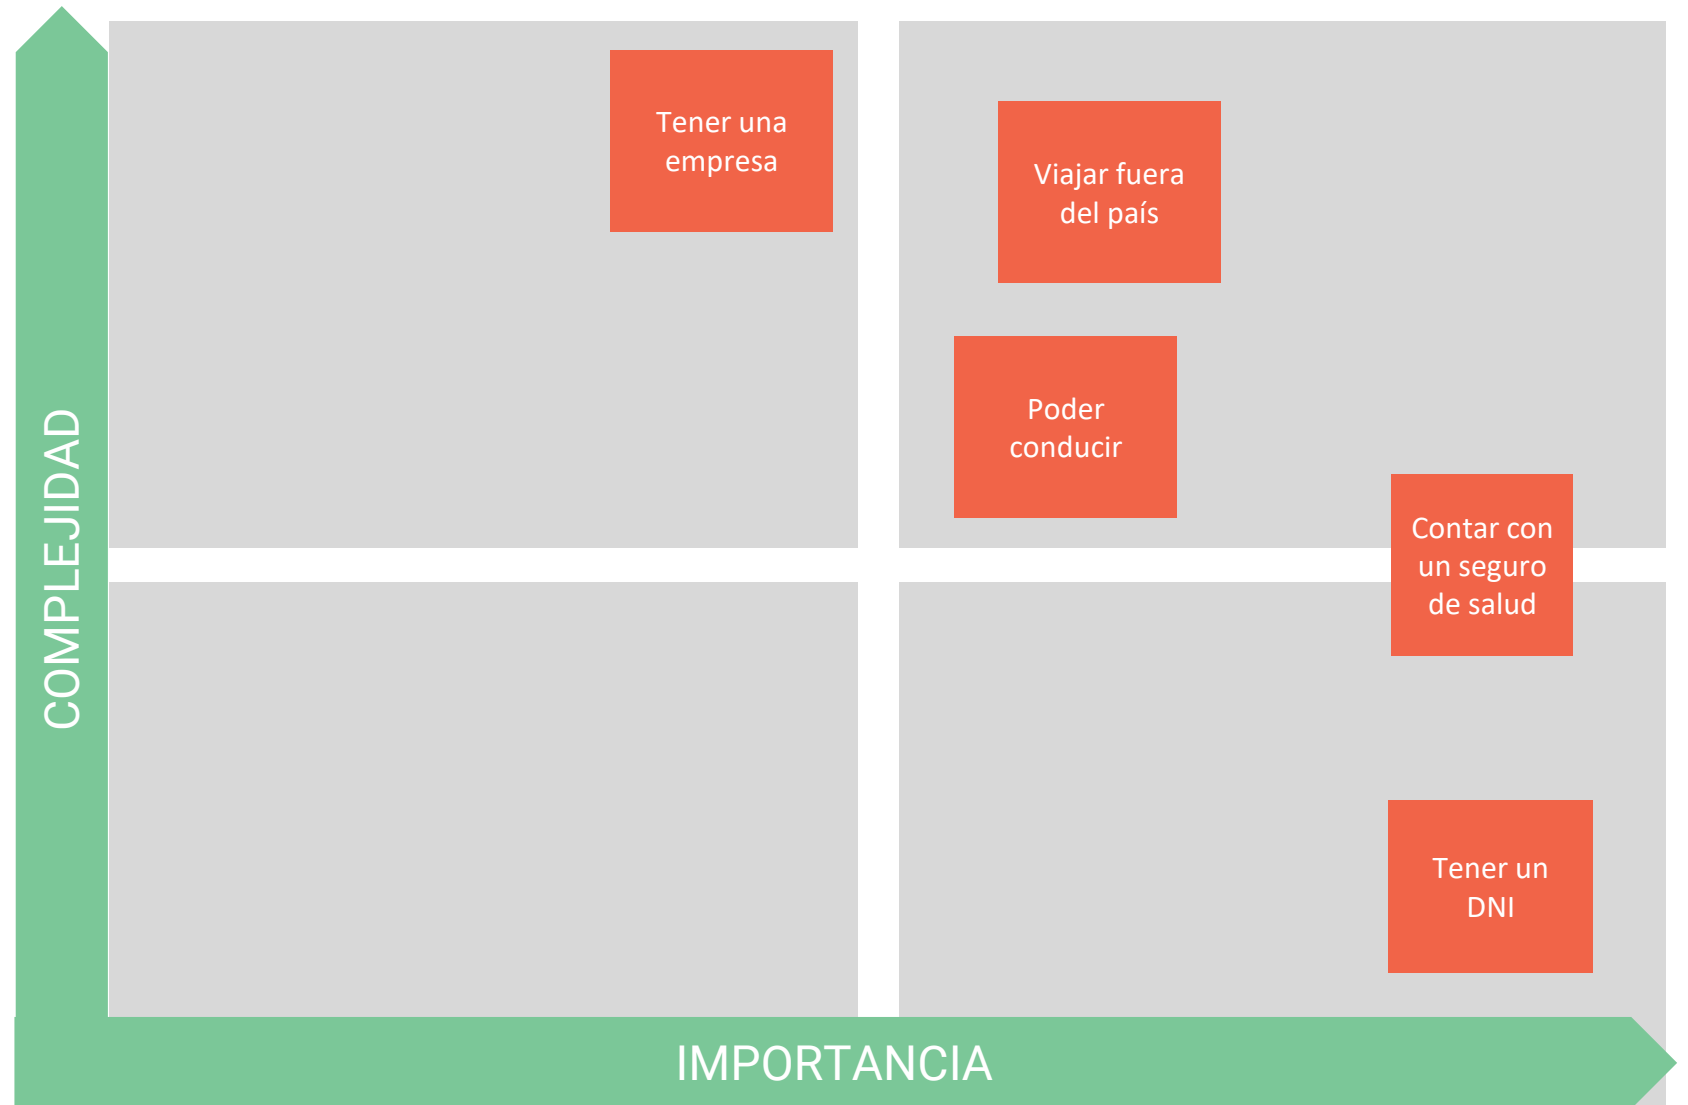 Tener una
empresa
Viajar fuera
del país
Poder
conducir
Contar con
un seguro
de salud
Tener un
DNI
COMPLEJIDAD
IMPORTANCIA